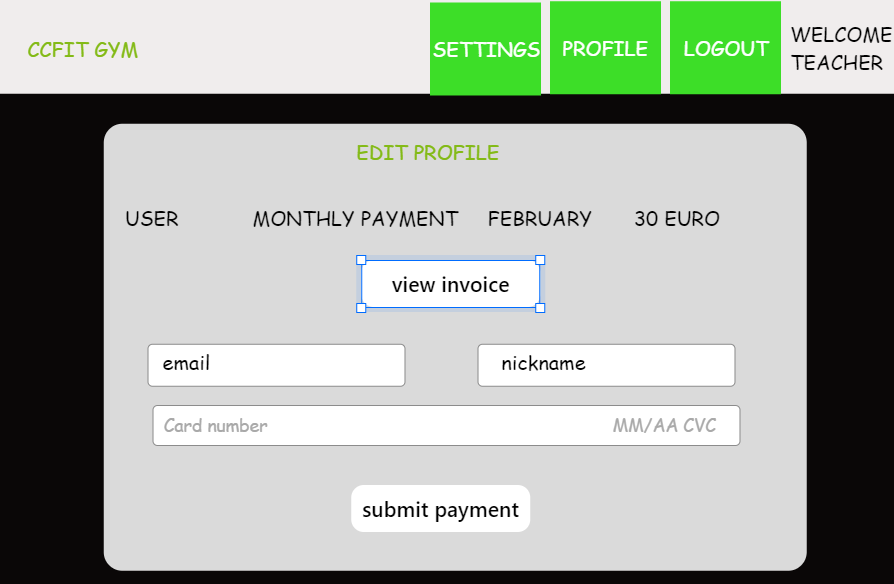 CCFIT GYM
SETTINGS
PROFILE
LOGOUT
WELCOME
TEACHER
EDIT PROFILE
USER MONTHLY PAYMENT FEBRUARY 30 EURO
view invoice
email
nickname
Card number MM/AA CVC
submit payment